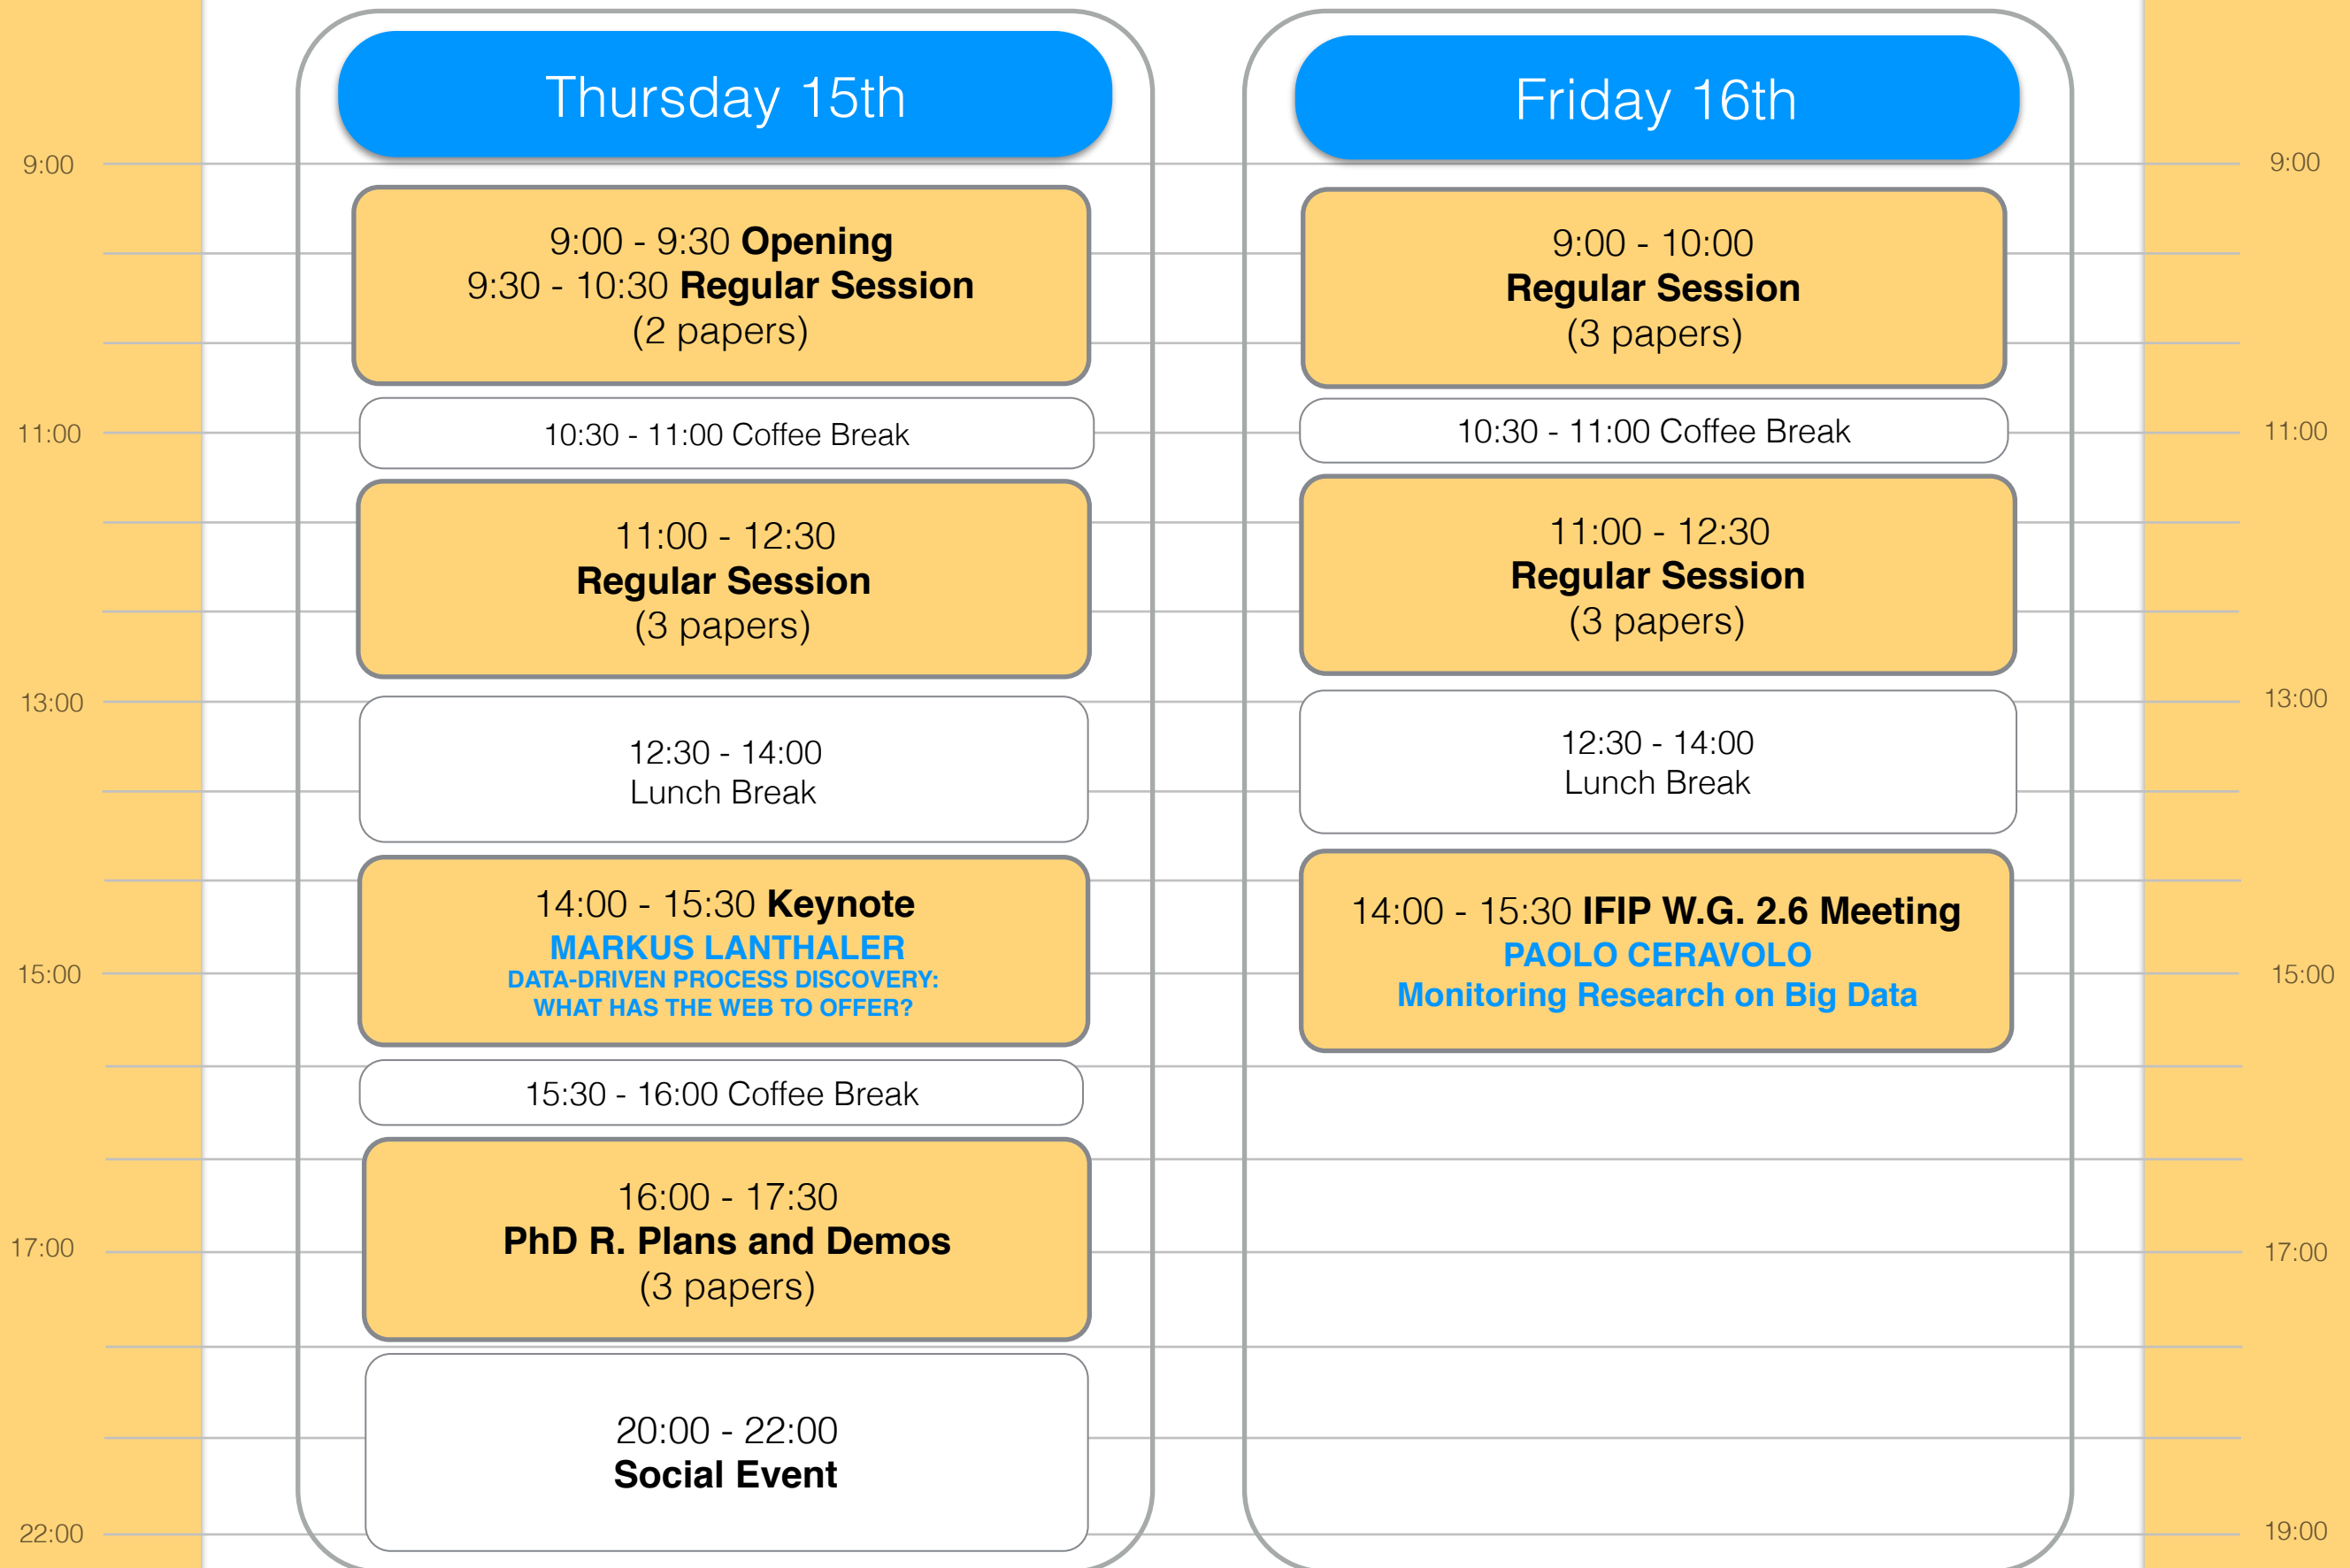 Thursday 15th
9:00 - 9:30 Opening
9:30 - 10:30 Regular Session
(2 papers)
10:30 - 11:00 Coffee Break
11:00 - 12:30
Regular Session
(3 papers)
12:30 - 14:00
Lunch Break
14:00 - 15:30 Keynote
MARKUS LANTHALER
DATA-DRIVEN PROCESS DISCOVERY:
WHAT HAS THE WEB TO OFFER?
15:30 - 16:00 Coffee Break
16:00 - 17:30
PhD R. Plans and Demos
(3 papers)
20:00 - 22:00
Social Event
Friday 16th
9:00 - 10:00
Regular Session
(3 papers)
10:30 - 11:00 Coffee Break
11:00 - 12:30
Regular Session
(3 papers)
12:30 - 14:00
Lunch Break
14:00 - 15:30 IFIP W.G. 2.6 Meeting
PAOLO CERAVOLO
Monitoring Research on Big Data
9:00
11:00
13:00
15:00
17:00
22:00
9:00
11:00
13:00
15:00
17:00
19:00